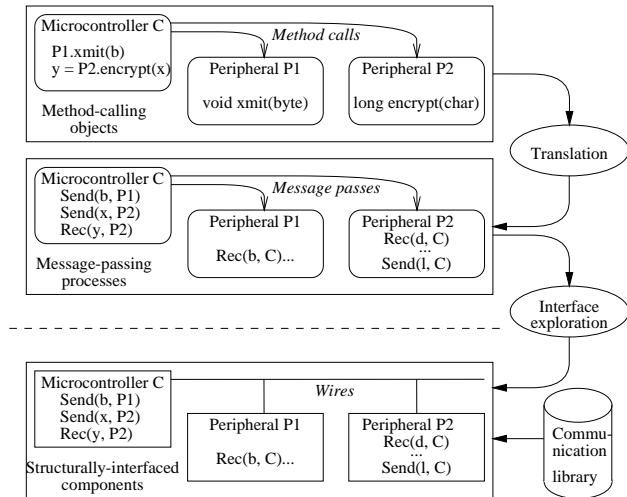 Microcontroller C
P1.xmit(b)
y = P2.encrypt(x)
Method calls
Peripheral P1
void xmit(byte)
Peripheral P2
long encrypt(char)
Method-calling
objects
Translation
Microcontroller C
Send(b, P1)
Send(x, P2)
Rec(y, P2)
Message passes
Peripheral P1
Rec(b, C)...
Peripheral P2
Rec(d, C)
...
Send(l, C)
Message-passing
processes
Interface
exploration
Microcontroller C
Send(b, P1)
Send(x, P2)
Rec(y, P2)
Wires
Peripheral P1
Rec(b, C)...
Peripheral P2
Rec(d, C)
...
Send(l, C)
Structurally-interfaced
components
Commu-
nication
library